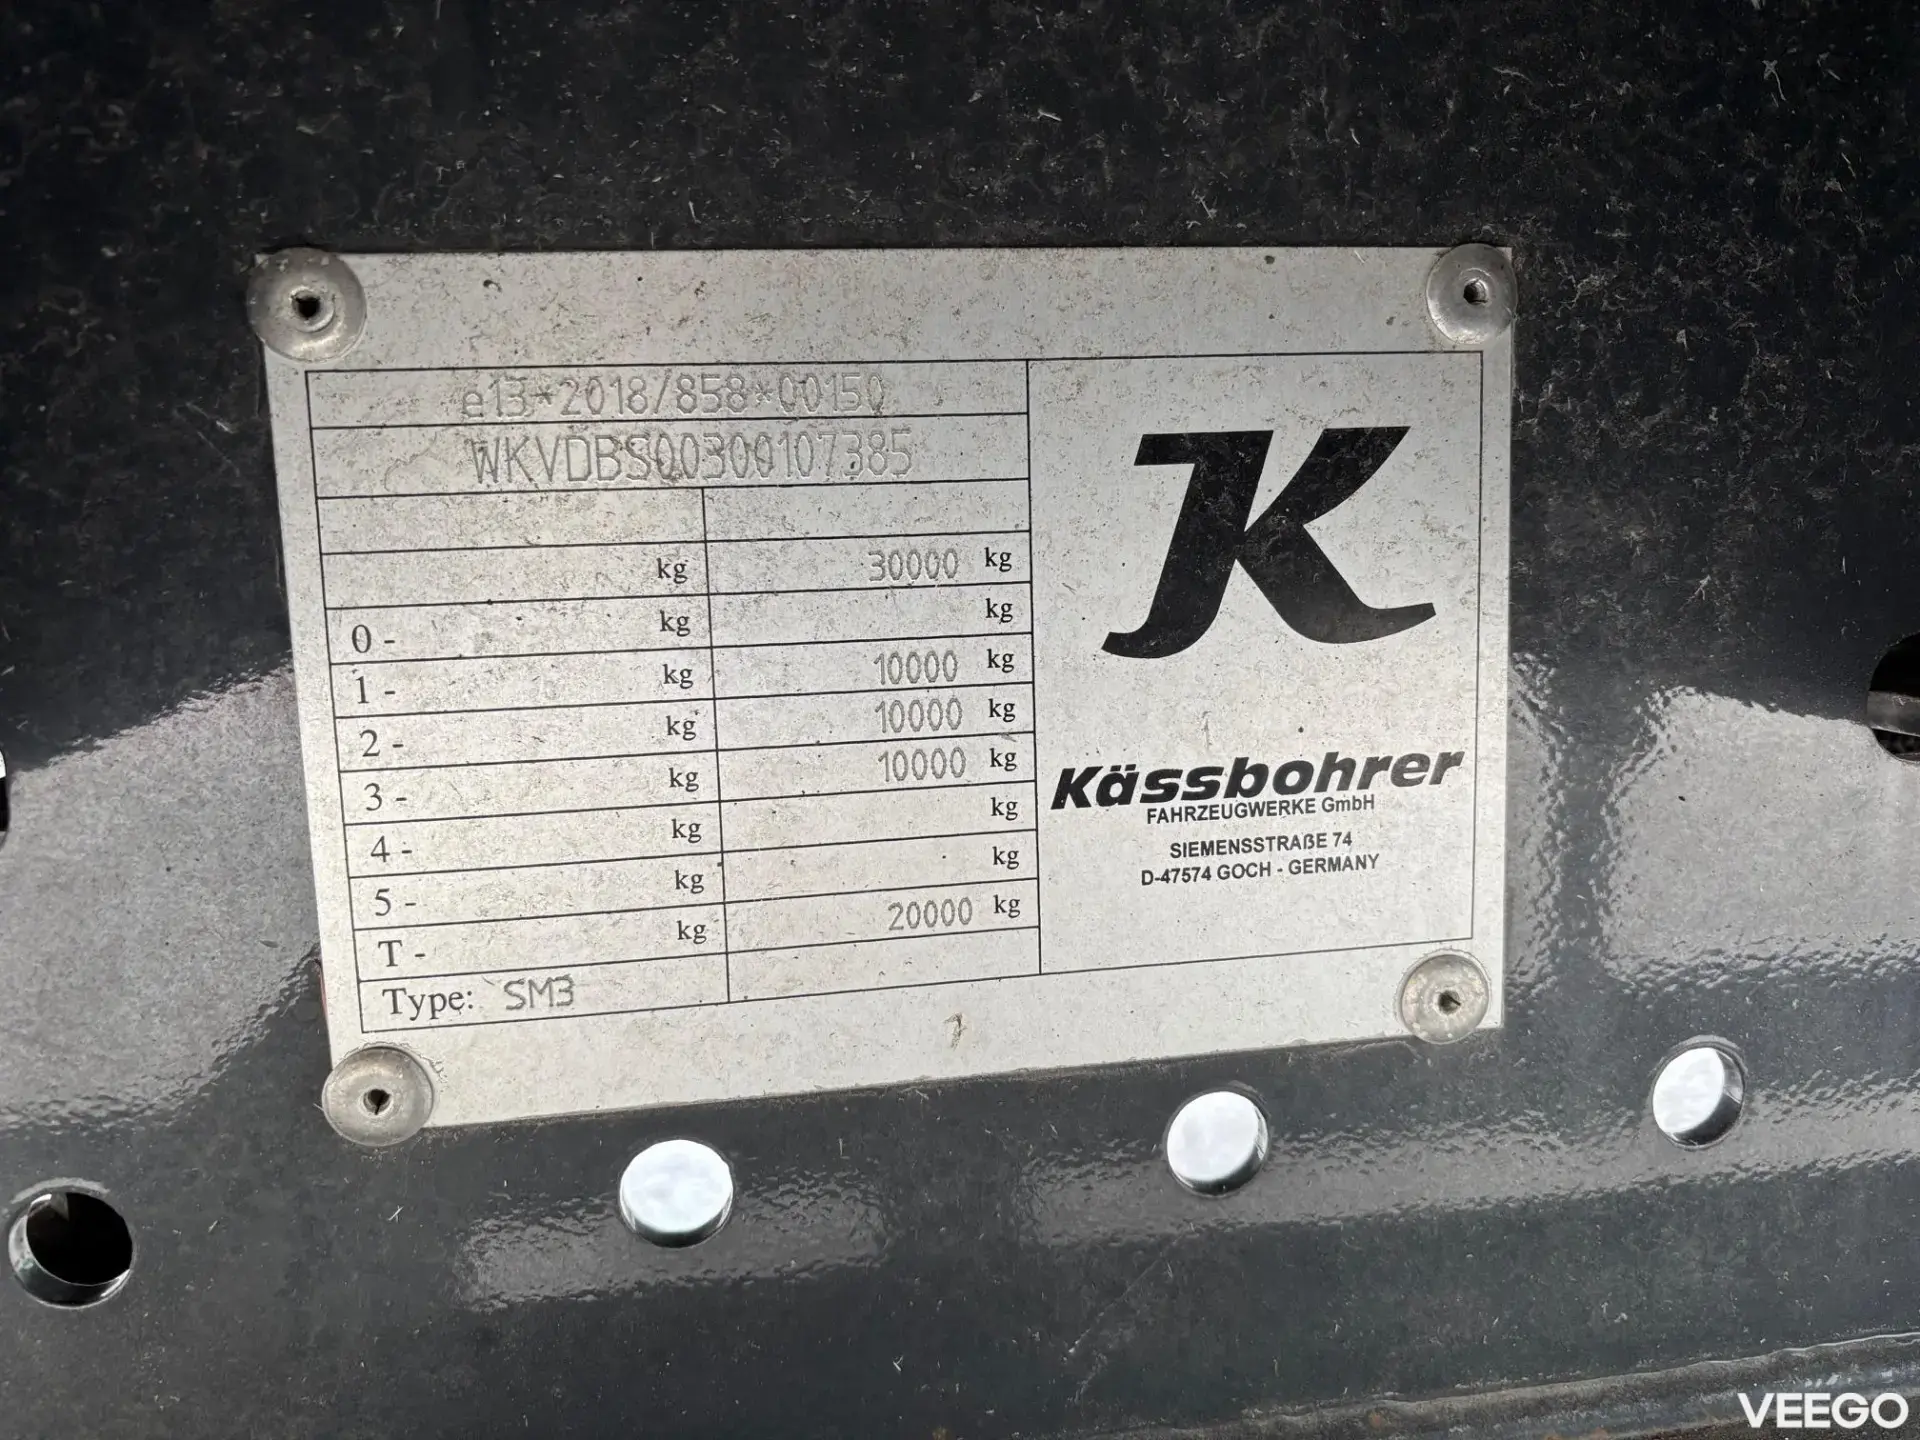 e13*2018/858*00150
WKVDBS00300107385
kg 30000 kg
0 - kg kg
1 - kg 10000 kg
2 - kg 10000 kg
3 - kg 10000 kg
4 - kg kg
5 - kg kg
T - kg 20000 kg
Type: SM3
K
Kässbohrer
FAHRZEUGWERKE GmbH
SIEMENSSTRAßE 74
D-47574 GOCH - GERMANY
VEEGO